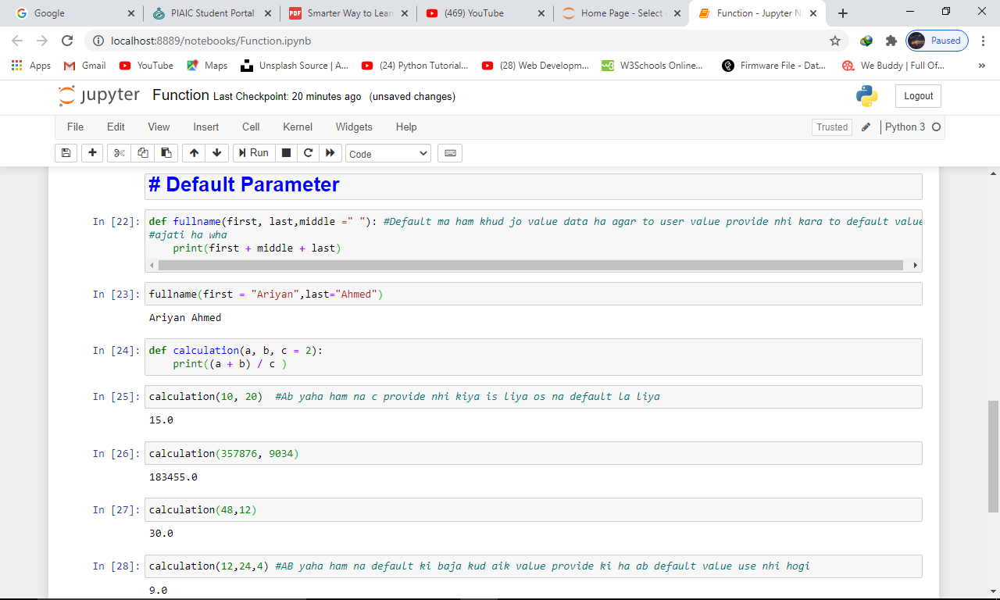 Google
PIAIC Student Portal
Smarter Way to Lear
(469) YouTube
Home Page - Select
Function - Jupyter N
localhost:8889/notebooks/Function.ipynb
Paused
Apps
Gmail
YouTube
Maps
Unsplash Source | A...
(24) Python Tutorial...
(28) Web Developm...
W3Schools Online...
Firmware File - Dat...
We Buddy | Full Of...
»
jupyter Function Last Checkpoint: 20 minutes ago (unsaved changes)
Logout
File Edit View Insert Cell Kernel Widgets Help
Trusted
Python 3
Run
Code
# Default Parameter
In [22]: def fullname(first, last,middle =" "): #Default ma ham khud jo value data ha agar to user value provide nhi kara to default value
#ajati ha wha
print(first + middle + last)
In [23]: fullname(first = "Ariyan",last="Ahmed")
Ariyan Ahmed
In [24]: def calculation(a, b, c = 2):
print((a + b) / c )
In [25]: calculation(10, 20) #Ab yaha ham na c provide nhi kiya is liya os na default la liya
15.0
In [26]: calculation(357876, 9034)
183455.0
In [27]: calculation(48,12)
30.0
In [28]: calculation(12,24,4) #AB yaha ham na default ki baja kud aik value provide ki ha ab default value use nhi hogi
9.0